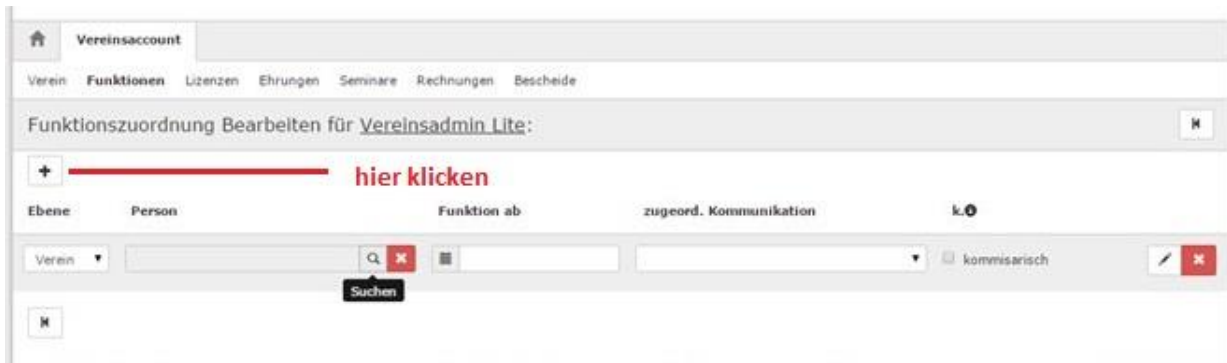 Vereinsaccount
Verein Funktionen Lizenzen Ehrungen Seminare Rechnungen Bescheide
Funktionszuordnung Bearbeiten für Vereinsadmin Lite:
+ hier klicken
Ebene Person Funktion ab zugeord. Kommunikation k.
Verein kommisarisch
Suchen